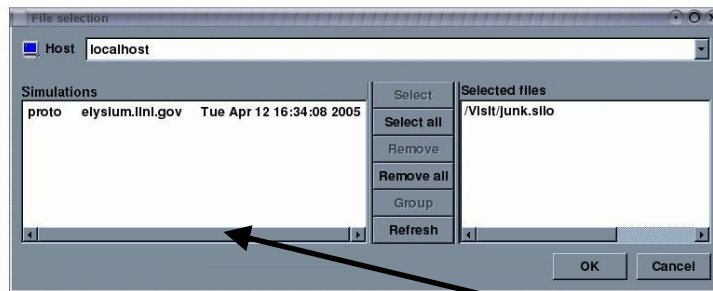 File selection
Host localhost
Simulations
proto elysium.llnl.gov Tue Apr 12 16:34:08 2005
Select
Select all
Remove
Remove all
Group
Refresh
Selected files
/VisIt/junk.silo
OK Cancel